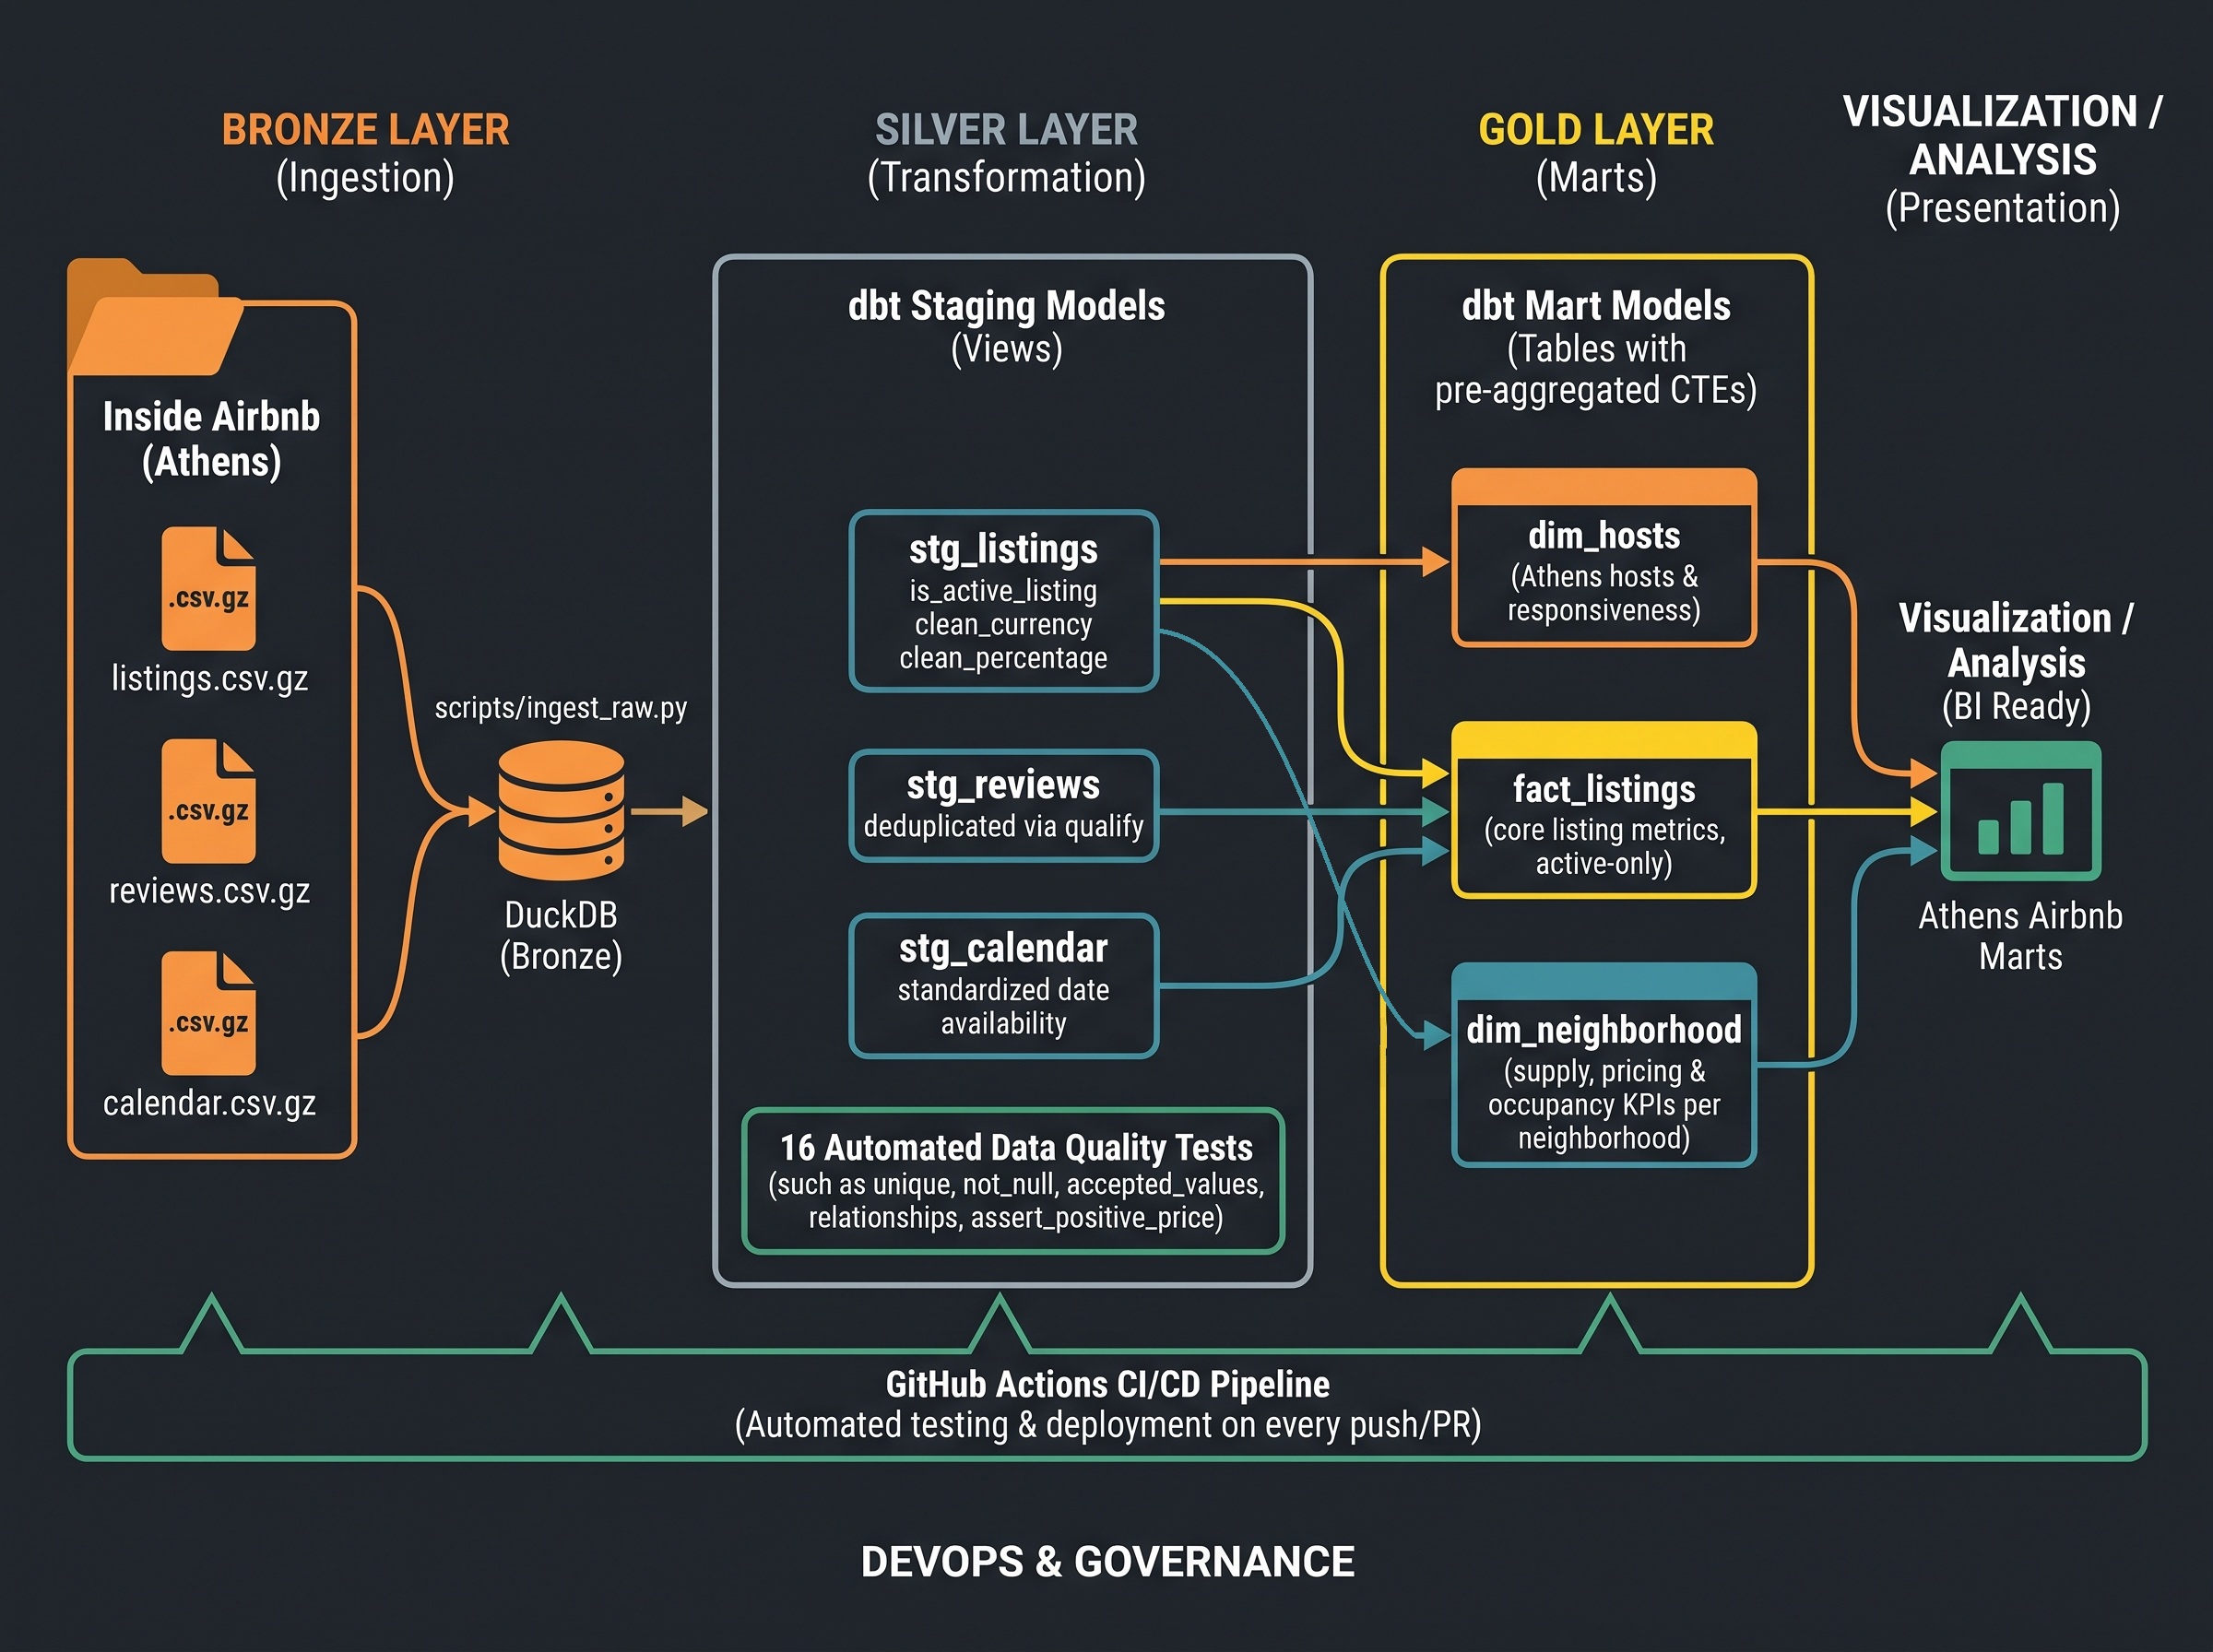 BRONZE LAYER
(Ingestion)
SILVER LAYER
(Transformation)
GOLD LAYER
(Marts)
VISUALIZATION /
ANALYSIS
(Presentation)
Inside Airbnb
(Athens)
.csv.gz
listings.csv.gz
.csv.gz
reviews.csv.gz
.csv.gz
calendar.csv.gz
scripts/ingest_raw.py
DuckDB
(Bronze)
dbt Staging Models
(Views)
stg_listings
is_active_listing
clean_currency
clean_percentage
stg_reviews
deduplicated via qualify
stg_calendar
standardized date
availability
16 Automated Data Quality Tests
(such as unique, not_null, accepted_values,
relationships, assert_positive_price)
dbt Mart Models
(Tables with
pre-aggregated CTEs)
dim_hosts
(Athens hosts &
responsiveness)
fact_listings
(core listing metrics,
active-only)
dim_neighborhood
(supply, pricing &
occupancy KPIs per
neighborhood)
Visualization /
Analysis
(BI Ready)
Athens Airbnb
Marts
GitHub Actions CI/CD Pipeline
(Automated testing & deployment on every push/PR)
DEVOPS & GOVERNANCE